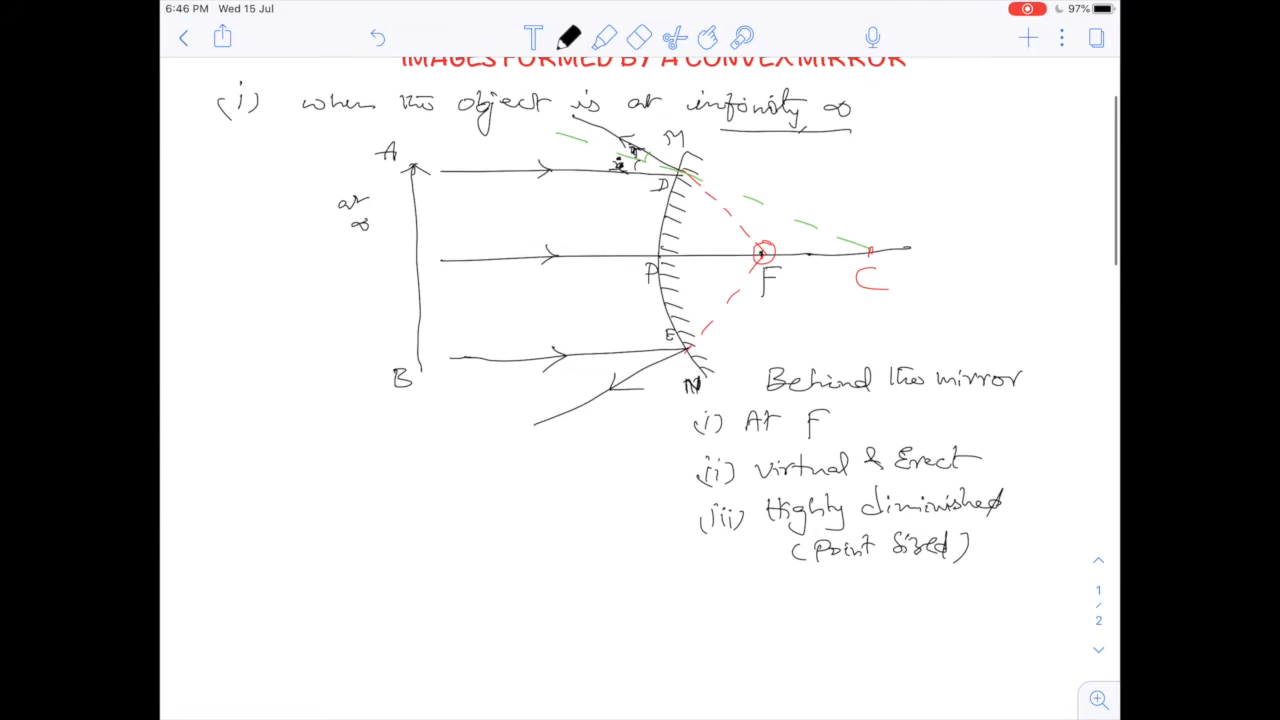 6:46 PM Wed 15 Jul
97%
IMAGES FORMED BY A CONVEX MIRROR
(i) when the object is at infinity ∞
A
M
i r
D
at
∞
P
F
C
E
B
N
Behind the mirror
(i) At F
(ii) Virtual & Erect
(iii) Highly diminished
(Point Sized)
1
/
2